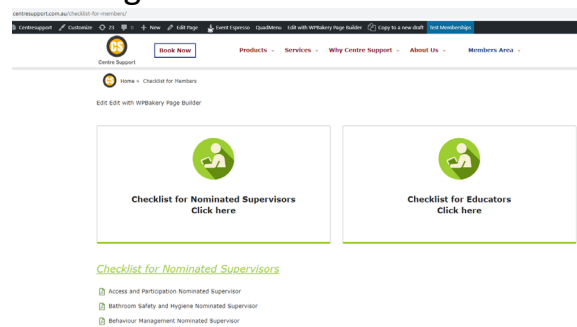 centresupport.com.au/checklist-for-members/
Centresupport Customize 23 0 New Edit Page Event Espresso QuadMenu Edit with WPBakery Page Builder Copy to a new draft Test Memberships
CS
Centre Support
Book Now
Products Services Why Centre Support About Us Members Area
CS Home » Checklist for Members
Edit Edit with WPBakery Page Builder
Checklist for Nominated Supervisors
Click here
Checklist for Educators
Click here
Checklist for Nominated Supervisors
Access and Participation Nominated Supervisor
Bathroom Safety and Hygiene Nominated Supervisor
Behaviour Management Nominated Supervisor